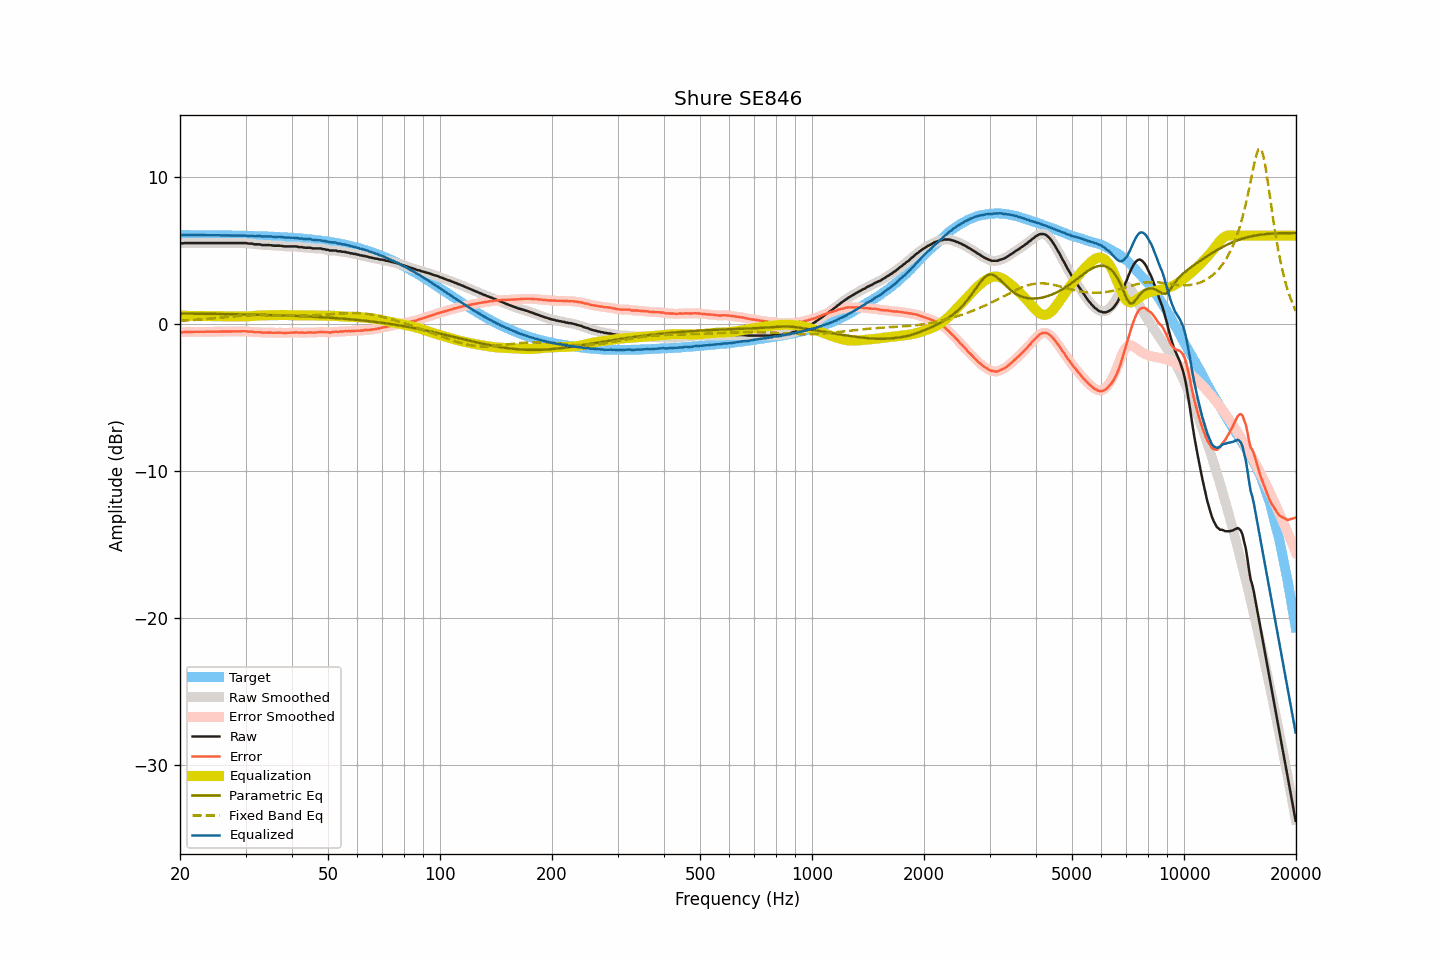 Shure SE846
Amplitude (dBr)
10
0
−10
−20
−30
Target
Raw Smoothed
Error Smoothed
Raw
Error
Equalization
Parametric Eq
Fixed Band Eq
Equalized
20 50 100 200 500 1000 2000 5000 10000 20000
Frequency (Hz)